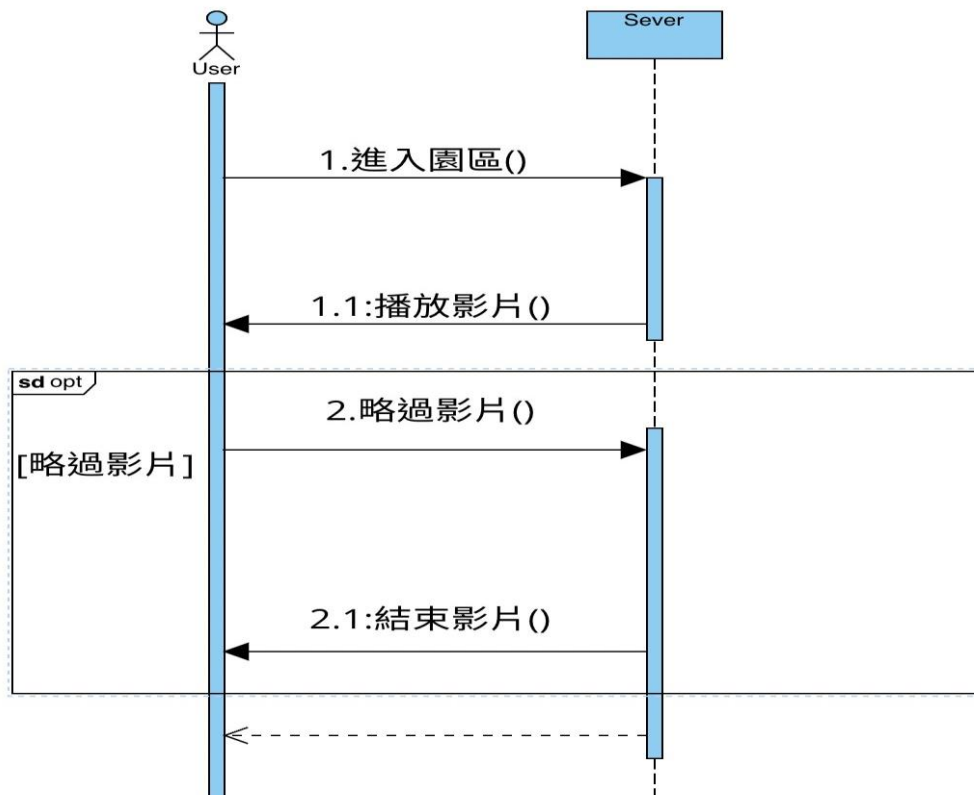 User
Sever
1.進入園區()
1.1:播放影片()
sd opt
2.略過影片()
[略過影片]
2.1:結束影片()